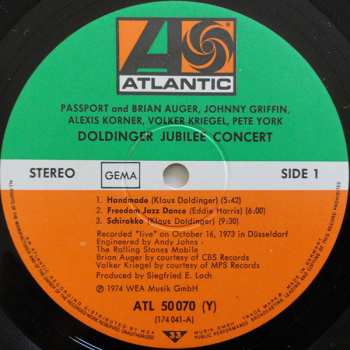 ATLANTIC
PASSPORT and BRIAN AUGER, JOHNNY GRIFFIN,
ALEXIS KORNER, VOLKER KRIEGEL, PETE YORK
DOLDINGER JUBILEE CONCERT
STEREO GEMA SIDE 1
1. Handmade (Klaus Doldinger) (5:42)
2. Freedom Jazz Dance (Eddie Harris) (6:00)
3. Schirokko (Klaus Doldinger) (9:30)
Recorded "live" on October 16, 1973 in Düsseldorf
Engineered by Andy Johns
The Rolling Stones Mobile
Brian Auger by courtesy of CBS Records
Volker Kriegel by courtesy of MPS Records
Produced by Siegfried E. Loch
℗ 1974 WEA Musik GmbH
ATL 50 070 (Y)
(174 041-A)
33